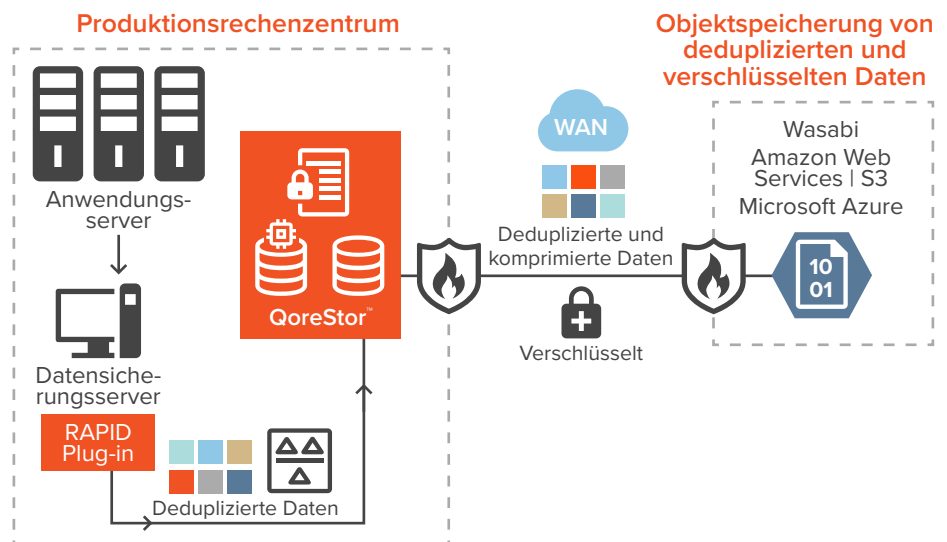 Produktionsrechenzentrum
Objektspeicherung von
deduplizierten und
verschlüsselten Daten
Anwendungs-
server
Datensiche-
rungsserver
RAPID
Plug-in
Deduplizierte Daten
QoreStor™
WAN
Deduplizierte und
komprimierte Daten
Verschlüsselt
Wasabi
Amazon Web
Services | S3
Microsoft Azure
10
01